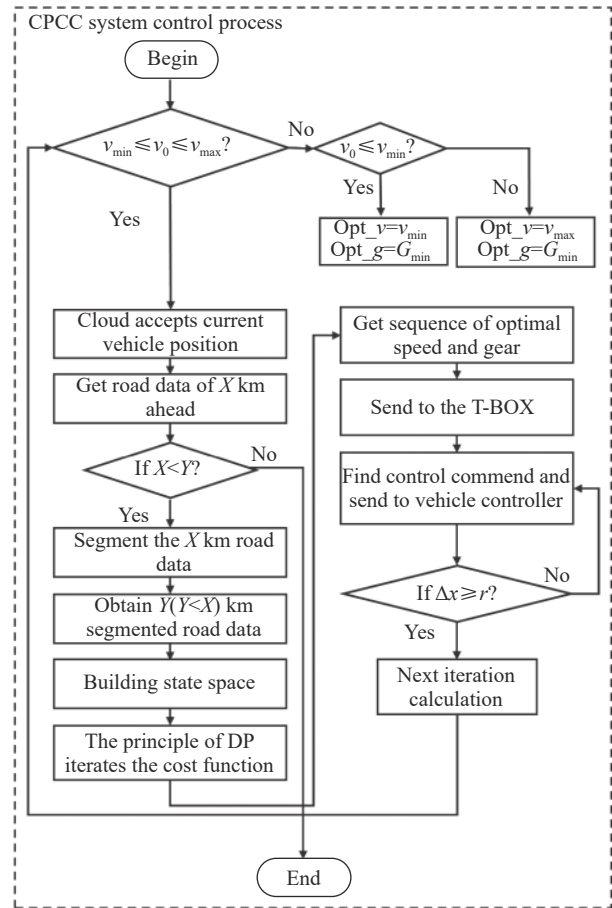 CPCC system control process
Begin
v_min≤v_0≤v_max?
No
v_0≤v_min?
Yes
No
Opt_v=v_min
Opt_g=G_min
Opt_v=v_max
Opt_g=G_min
Yes
Cloud accepts current
vehicle position
Get road data of X km
ahead
If X<Y?
No
Yes
Segment the X km road
data
Obtain Y(Y<X) km
segmented road data
Building state space
The principle of DP
iterates the cost function
Get sequence of optimal
speed and gear
Send to the T-BOX
Find control commend and
send to vehicle controller
If Δx≥r?
No
Yes
Next iteration
calculation
End